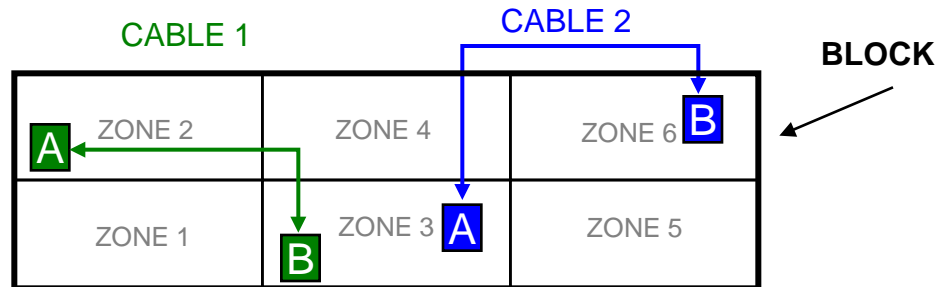 CABLE 1
CABLE 2
BLOCK
ZONE 2
ZONE 4
ZONE 6
B
A
ZONE 1
B
ZONE 3
A
ZONE 5